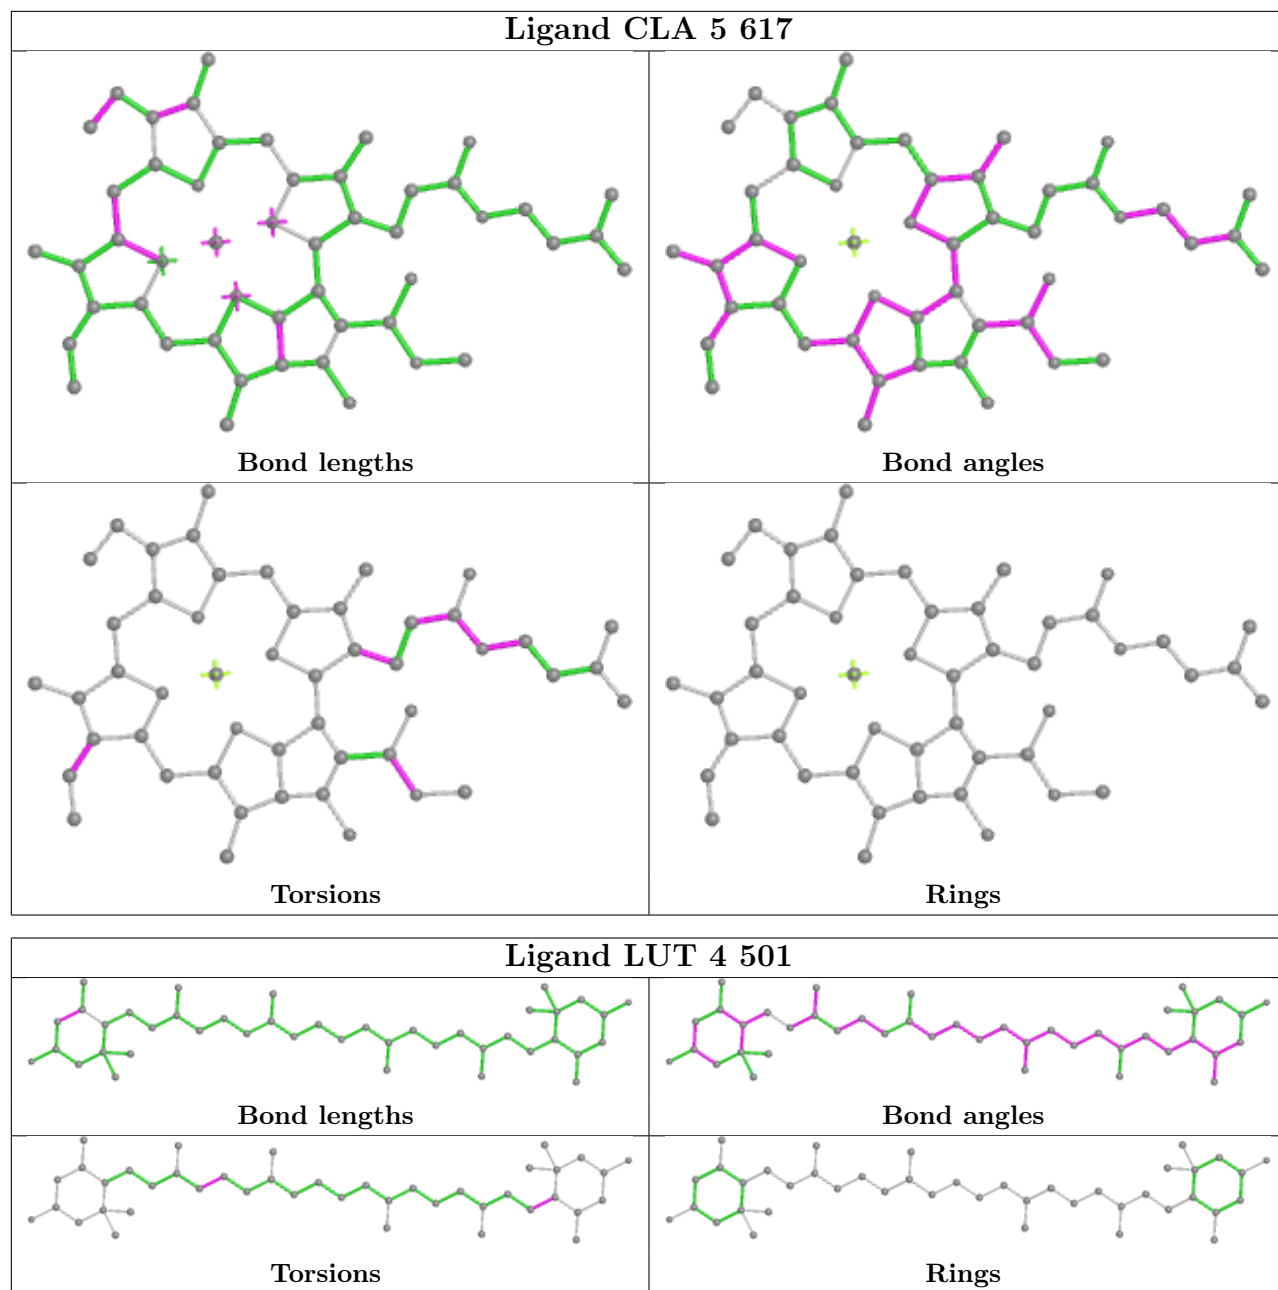 Ligand CLA 5 617
Bond lengths
Bond angles
Torsions
Rings
Ligand LUT 4 501
Bond lengths
Bond angles
Torsions
Rings